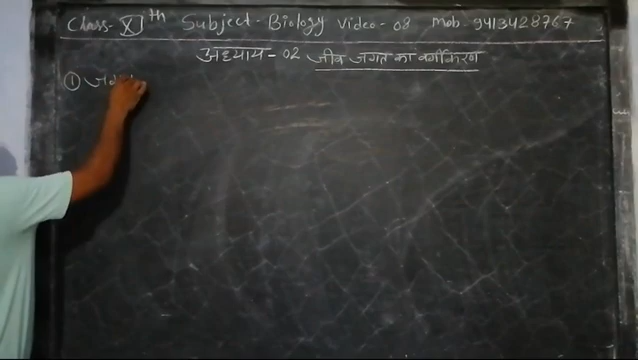 Class-XIth Subject-Biology Video-08 Mob. 9413428767
अध्याय-02 जीव जगत का वर्गीकरण
①